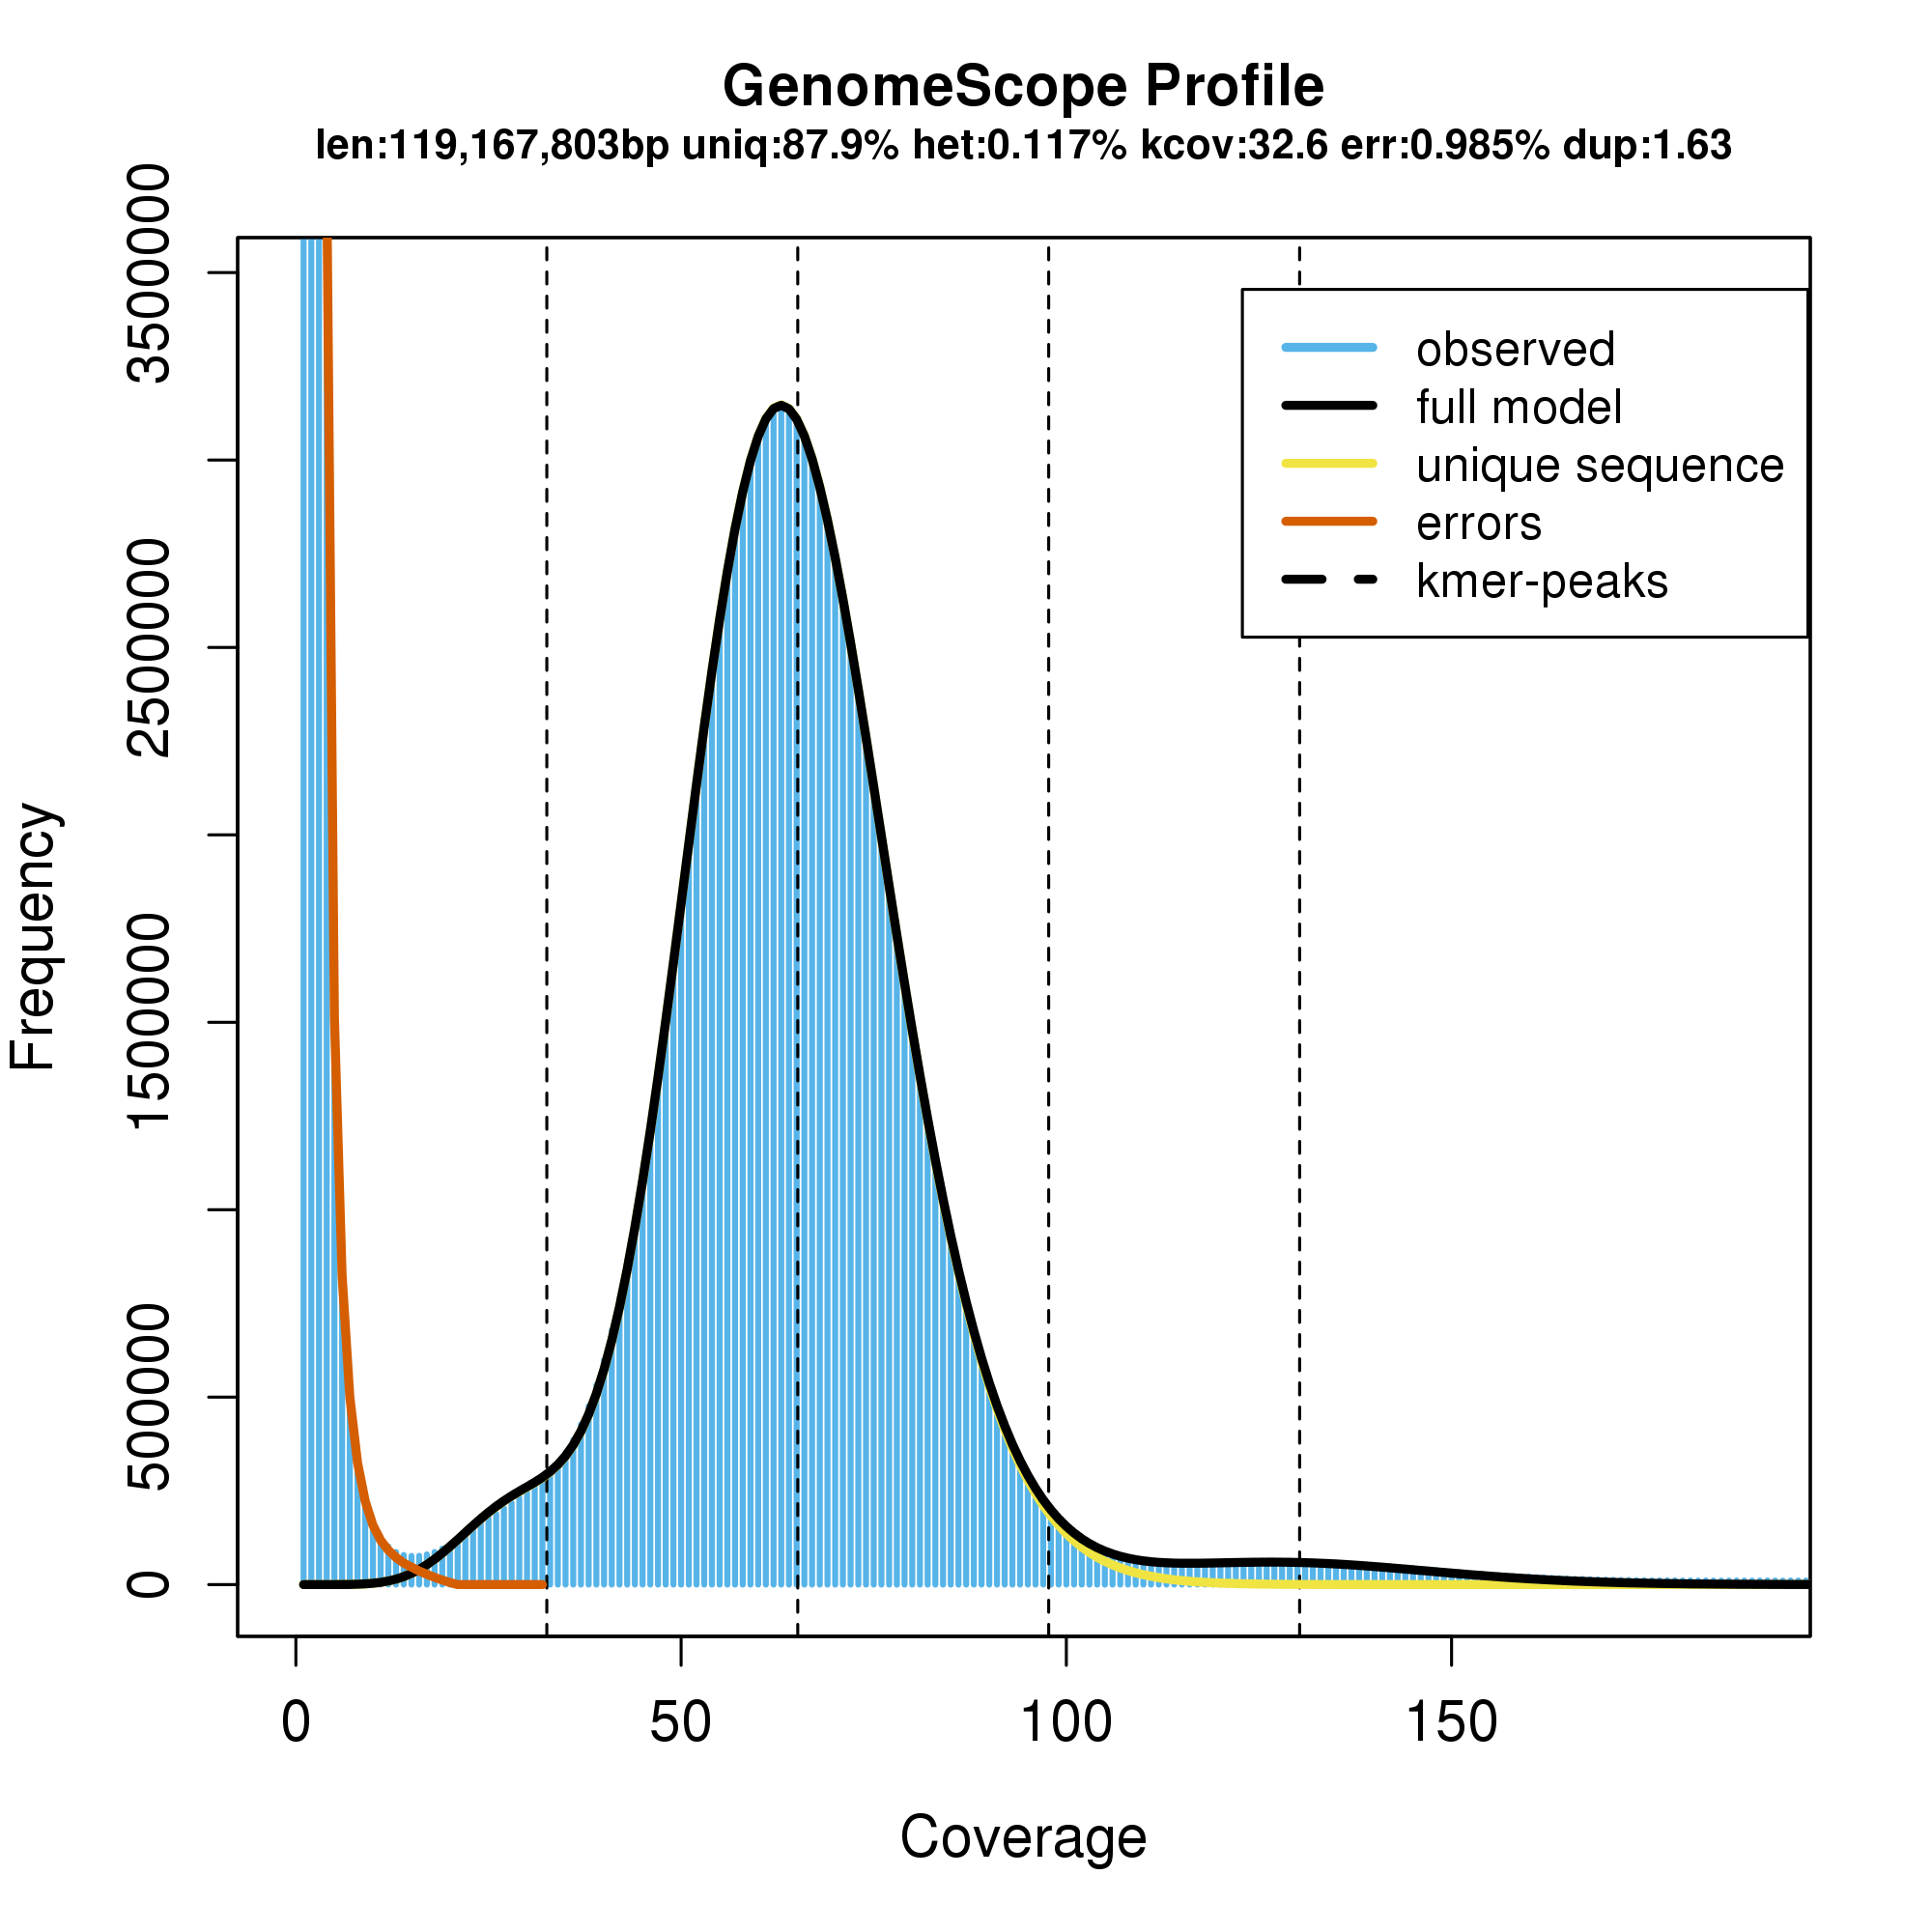 GenomeScope Profile
len:119,167,803bp uniq:87.9% het:0.117% kcov:32.6 err:0.985% dup:1.63
observed
full model
unique sequence
errors
kmer-peaks
3500000
2500000
1500000
500000
0
Frequency
0 50 100 150
Coverage